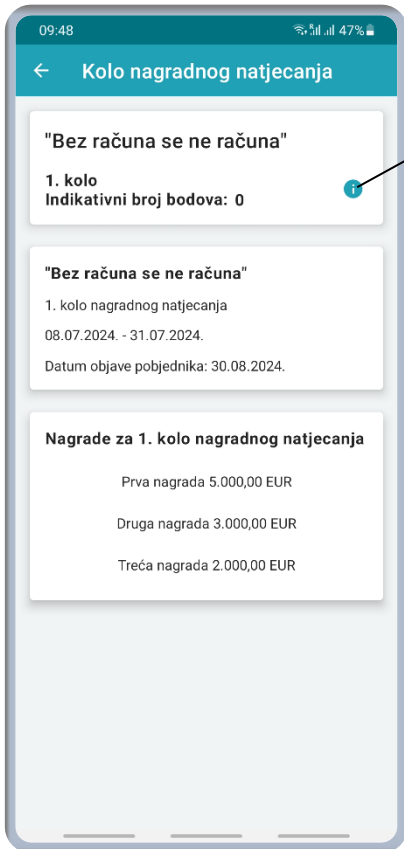 09:48 47%
Kolo nagradnog natjecanja
"Bez računa se ne računa"
1. kolo
Indikativni broj bodova: 0
i
"Bez računa se ne računa"
1. kolo nagradnog natjecanja
08.07.2024. - 31.07.2024.
Datum objave pobjednika: 30.08.2024.
Nagrade za 1. kolo nagradnog natjecanja
Prva nagrada 5.000,00 EUR
Druga nagrada 3.000,00 EUR
Treća nagrada 2.000,00 EUR